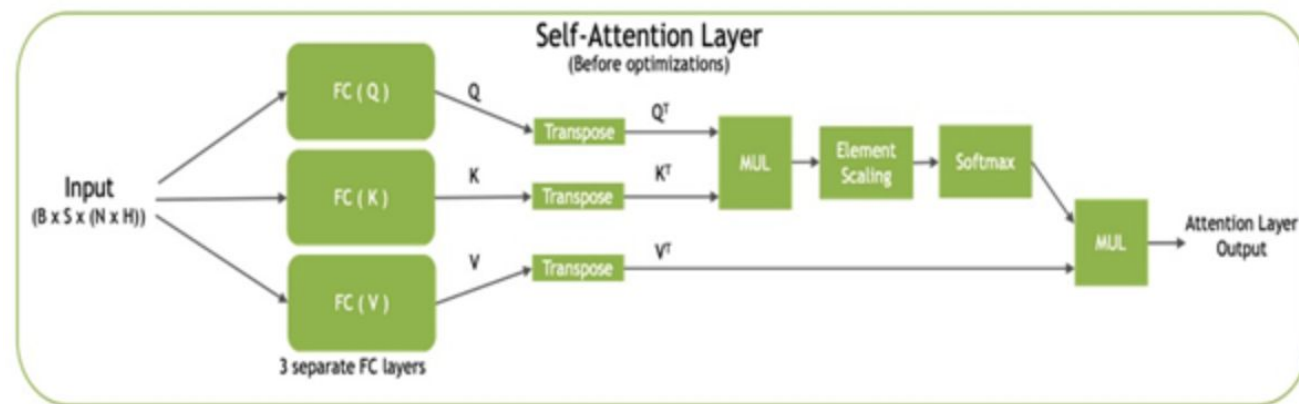 Self-Attention Layer
(Before optimizations)
FC ( Q )
Q
Transpose
Qᵀ
MUL
Element
Scaling
Softmax
Input
(B x S x (N x H))
FC ( K )
K
Transpose
Kᵀ
MUL
Attention Layer
Output
FC ( V )
V
Transpose
Vᵀ
3 separate FC layers